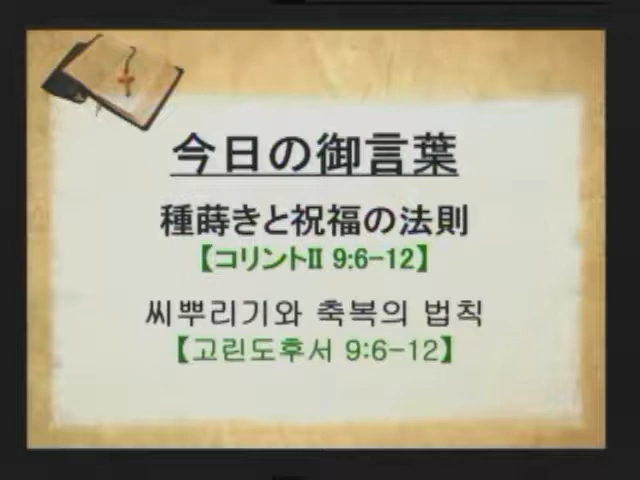 今日の御言葉
種蒔きと祝福の法則
【コリントⅡ 9:6-12】
씨뿌리기와 축복의 법칙
【고린도후서 9:6-12】